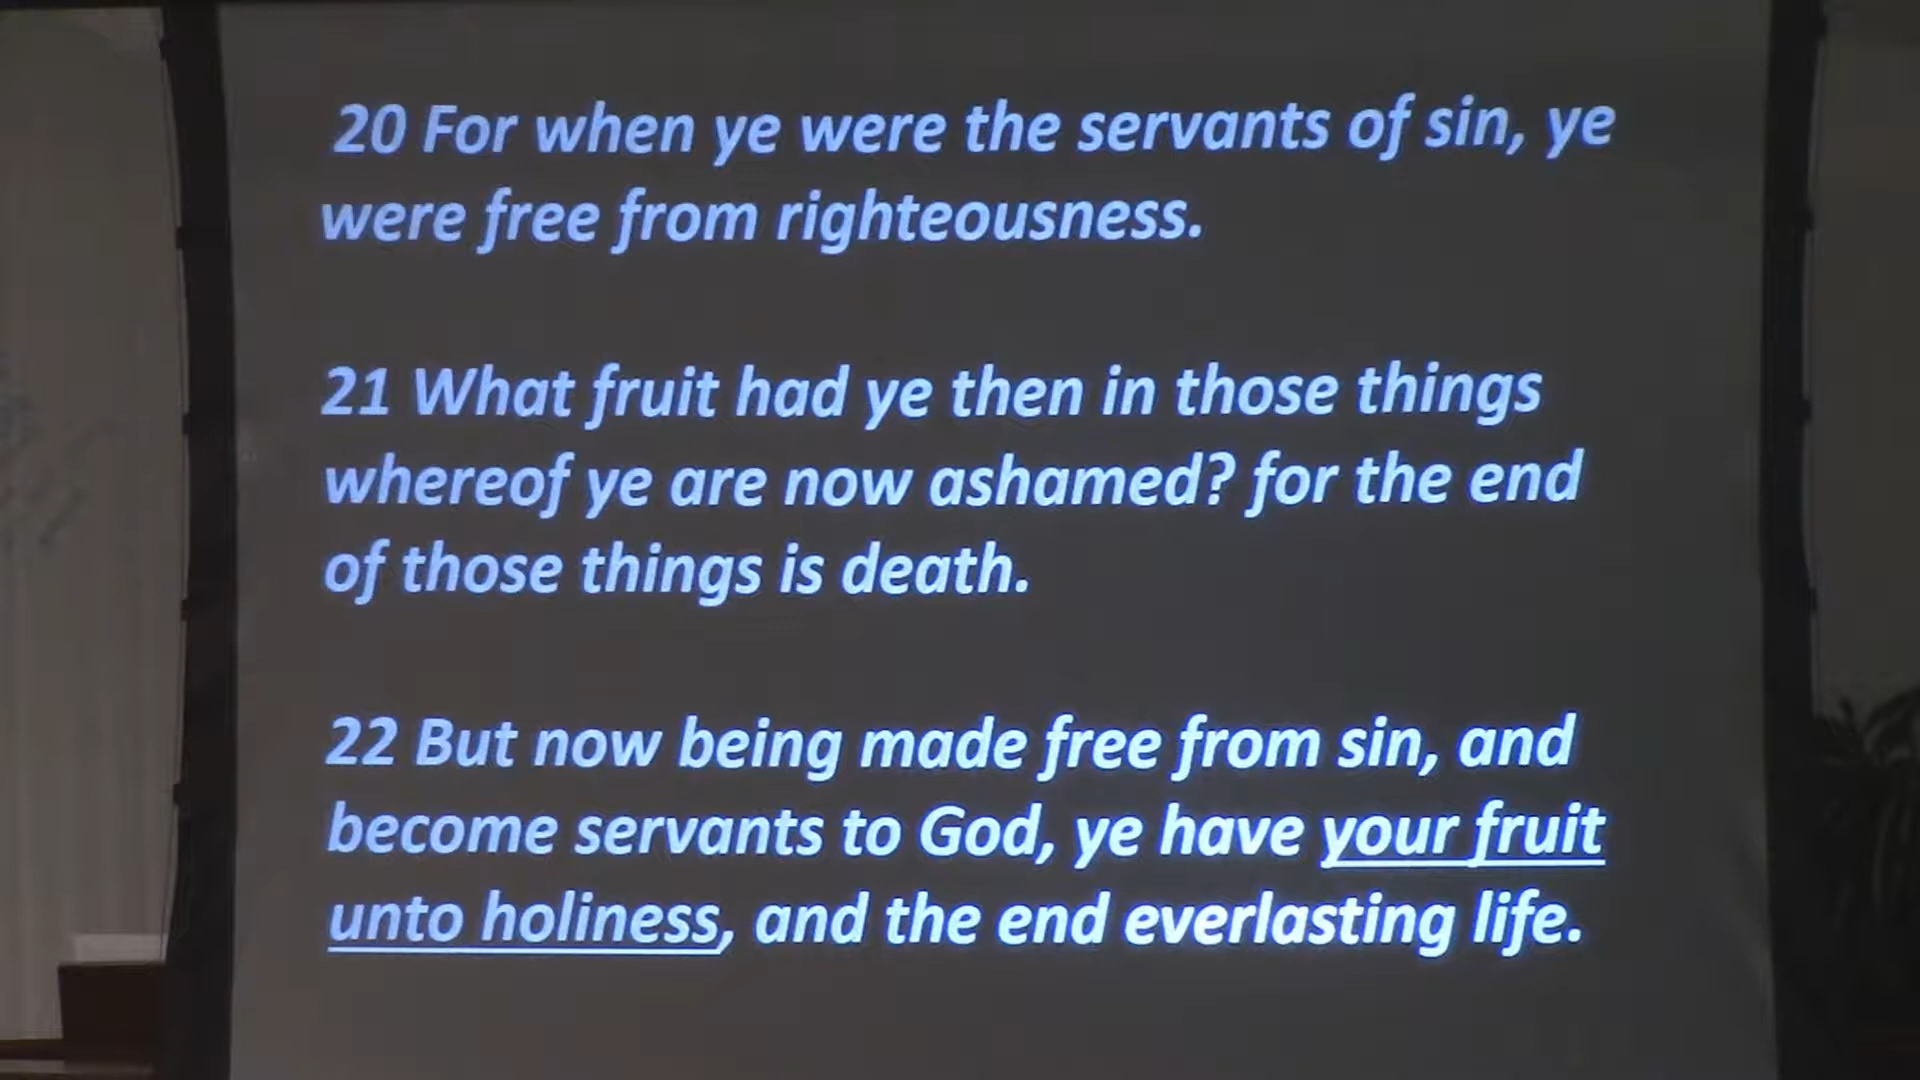 20 For when ye were the servants of sin, ye
were free from righteousness.
21 What fruit had ye then in those things
whereof ye are now ashamed? for the end
of those things is death.
22 But now being made free from sin, and
become servants to God, ye have your fruit
unto holiness, and the end everlasting life.